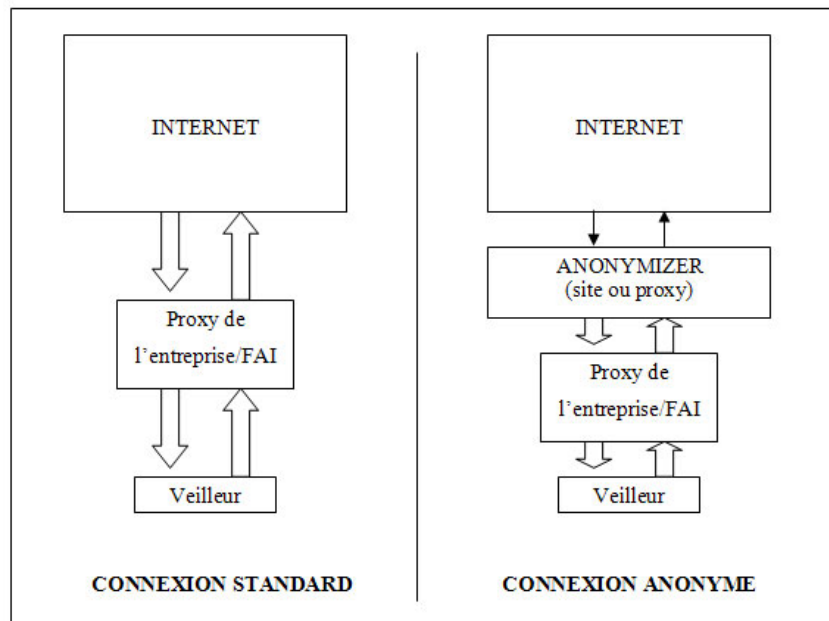 INTERNET
Proxy de
l'entreprise/FAI
Veilleur
CONNEXION STANDARD
INTERNET
ANONYMIZER
(site ou proxy)
Proxy de
l'entreprise/FAI
Veilleur
CONNEXION ANONYME